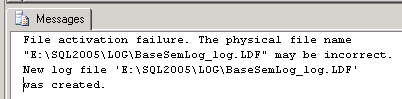 Messages
File activation failure. The physical file name
"E:\SQL2005\LOG\BaseSemLog_log.LDF" may be incorrect.
New log file 'E:\SQL2005\LOG\BaseSemLog_log.LDF'
was created.